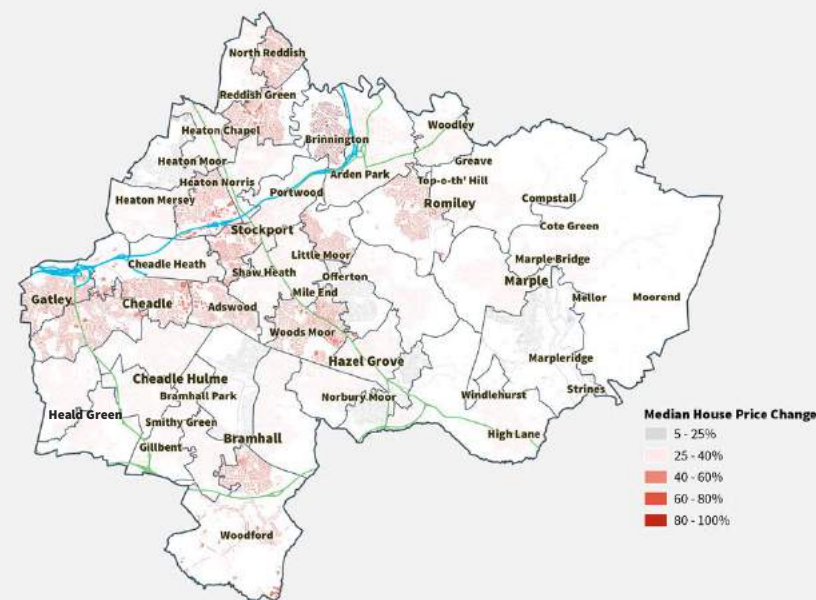 North Reddish
Reddish Green
Heaton Chapel
Brinnington
Woodley
Heaton Moor
Greave
Arden Park
Heaton Norris
Top-o-th' Hill
Portwood
Heaton Mersey
Romiley
Compstall
Stockport
Cote Green
Little Moor
Marple Bridge
Cheadle Heath
Shaw Heath
Offerton
Marple
Mile End
Gatley
Cheadle
Adswood
Mellor
Moorend
Woods Moor
Hazel Grove
Marpleridge
Cheadle Hulme
Bramhall Park
Norbury Moor
Windlehurst
Strines
Heald Green
Smithy Green
Median House Price Change
5 - 25%
High Lane
Bramhall
Gillbent
25 - 40%
40 - 60%
60 - 80%
80 - 100%
Woodford